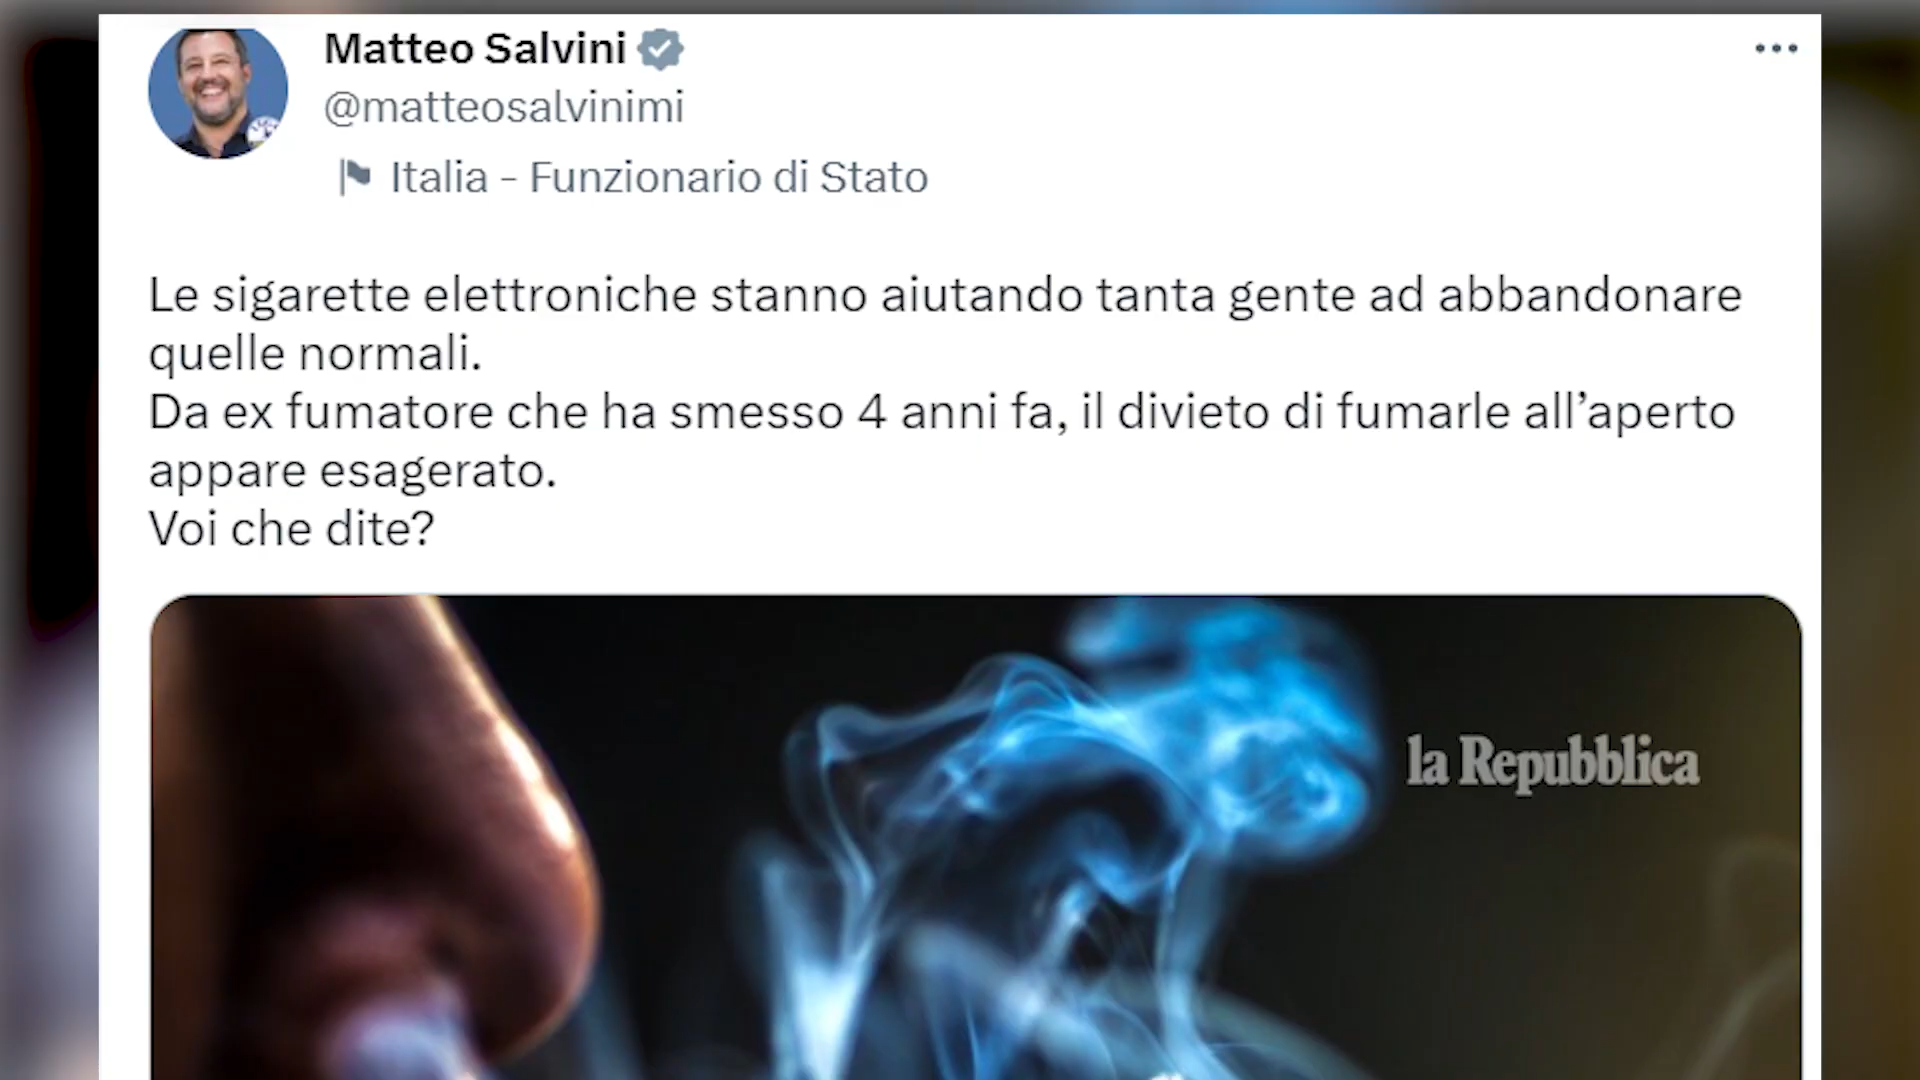 Matteo Salvini
@matteosalvinimi
Italia - Funzionario di Stato
Le sigarette elettroniche stanno aiutando tanta gente ad abbandonare
quelle normali.
Da ex fumatore che ha smesso 4 anni fa, il divieto di fumarle all’aperto
appare esagerato.
Voi che dite?
la Repubblica